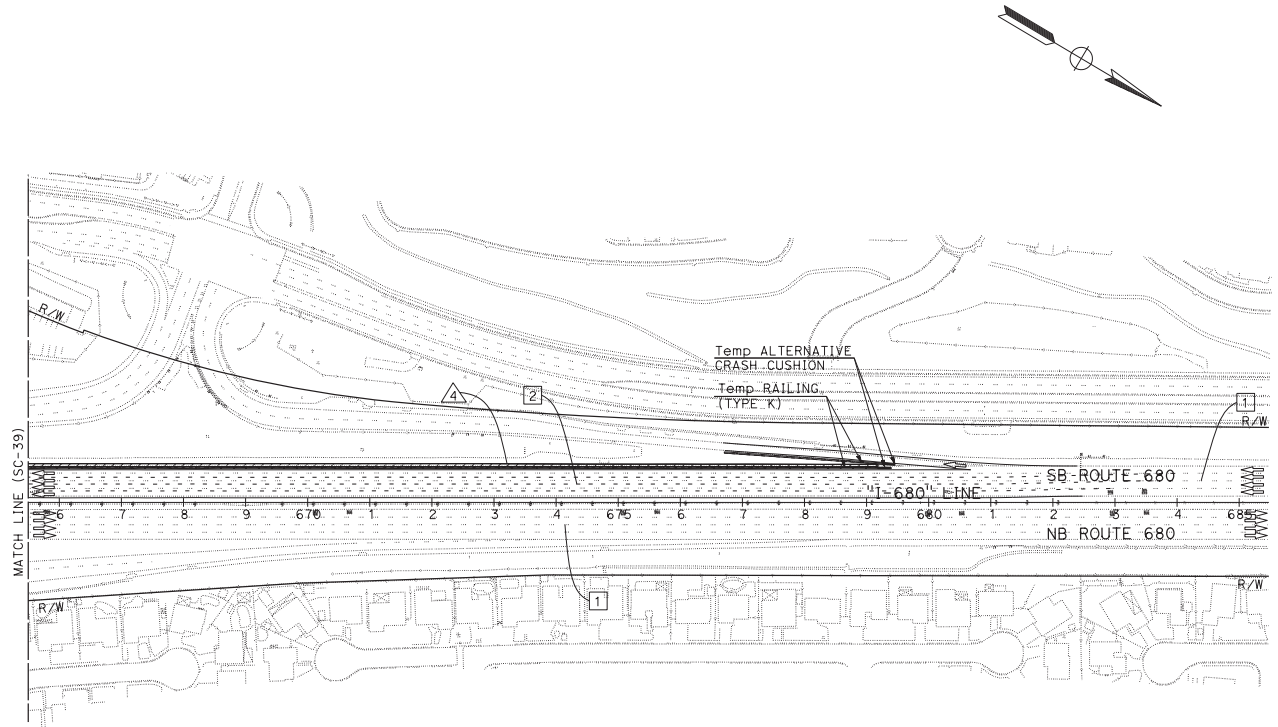 R/W
Temp ALTERNATIVE
CRASH CUSHION
Temp RAILING
(TYPE K)
4
2
1
R/W
MATCH LINE (SC-39)
SB ROUTE 680
"I-680" LINE
6 7 8 9 670 1 2 3 4 675 6 7 8 9 680 1 2 3 4 685
NB ROUTE 680
R/W
1
R/W